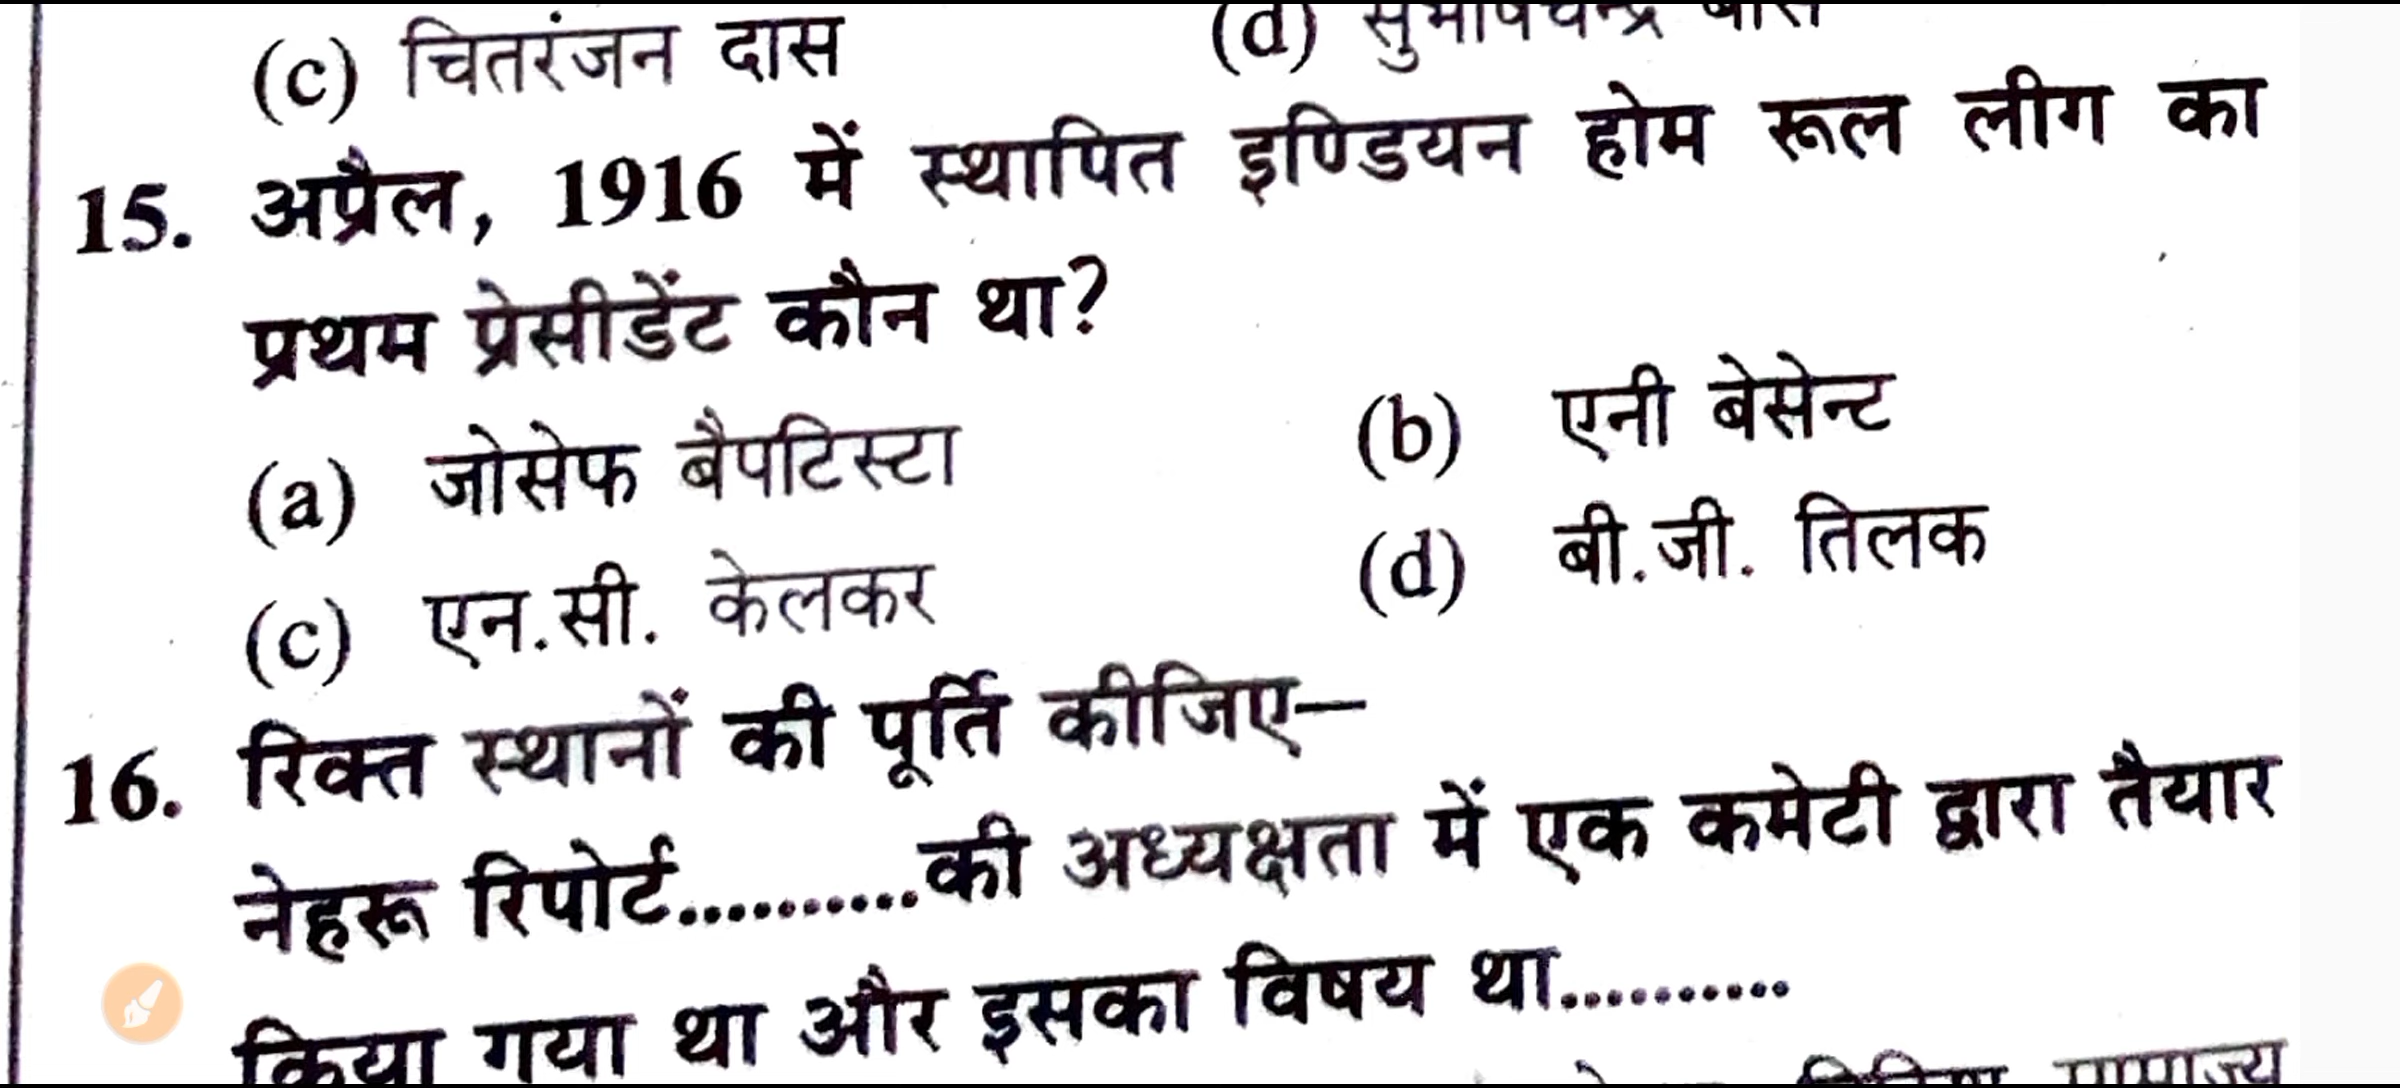 (c) चितरंजन दास (d) सुभाषचन्द्र बोस
15. अप्रैल, 1916 में स्थापित इण्डियन होम रूल लीग का
प्रथम प्रेसीडेंट कौन था?
(a) जोसेफ बैपटिस्टा (b) एनी बेसेन्ट
(c) एन.सी. केलकर (d) बी.जी. तिलक
16. रिक्त स्थानों की पूर्ति कीजिए—
नेहरू रिपोर्ट...........की अध्यक्षता में एक कमेटी द्वारा तैयार
किया गया था और इसका विषय था...........